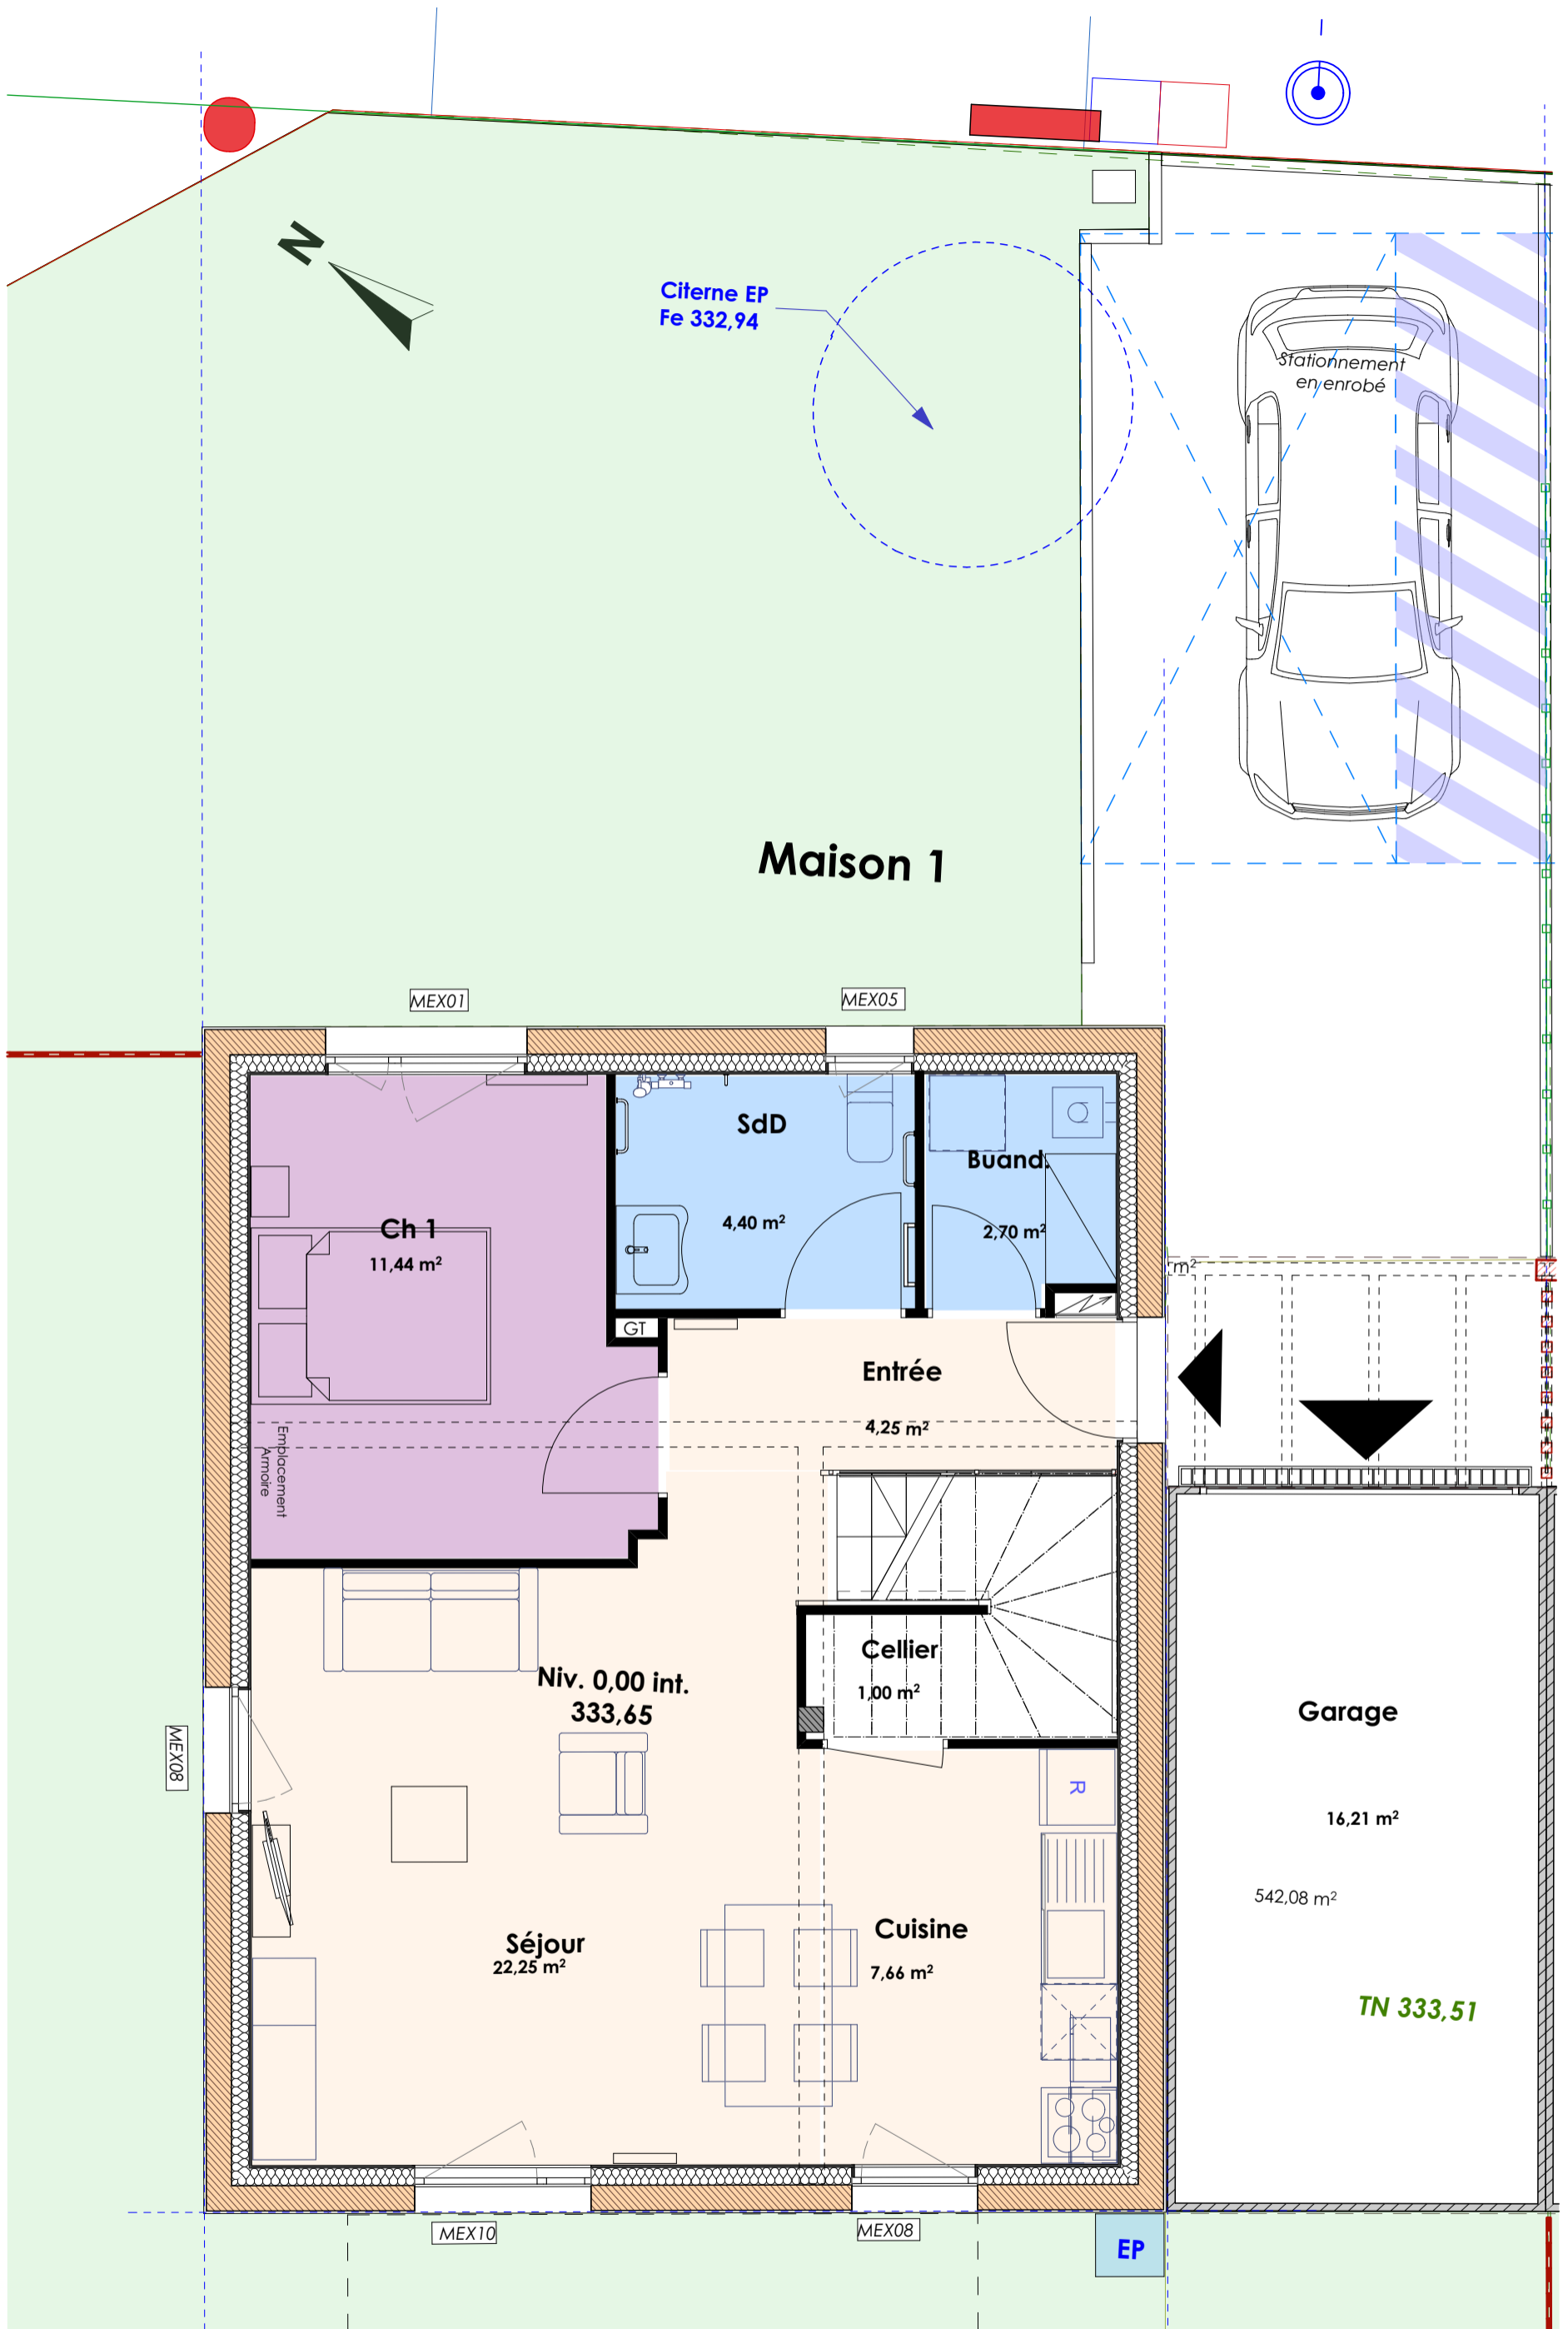 N
Citerne EP
Fe 332,94
Stationnement
en enrobé
Maison 1
MEX01
MEX05
SdD
4,40 m²
Buand.
2,70 m²
Ch 1
11,44 m²
m²
GT
Entrée
4,25 m²
Emplacement
Armoire
Cellier
1,00 m²
Niv. 0,00 int.
333,65
MEX08
Garage
16,21 m²
R
542,08 m²
Séjour
22,25 m²
Cuisine
7,66 m²
TN 333,51
MEX10
MEX08
EP